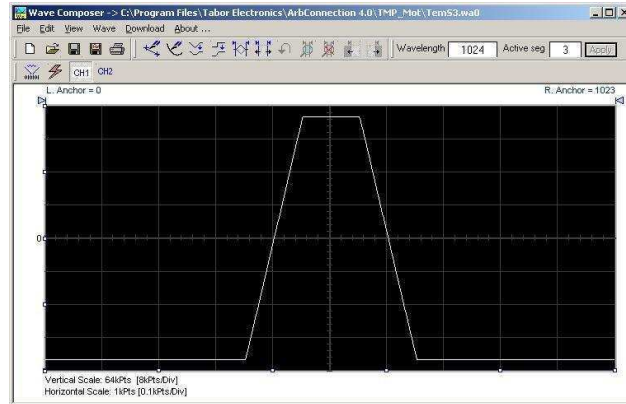 Wave Composer -> C:\Program Files\Tabor Electronics\ArbConnection 4.0\TMP_Mot\TemS3.wa0
File Edit View Wave Download About ...
Wavelength 1024 Active seg 3 Apply
CH1 CH2
L. Anchor = 0 R. Anchor = 1023
0
Vertical Scale: 64kPts [8kPts/Div]
Horizontal Scale: 1kPts [0.1kPts/Div]